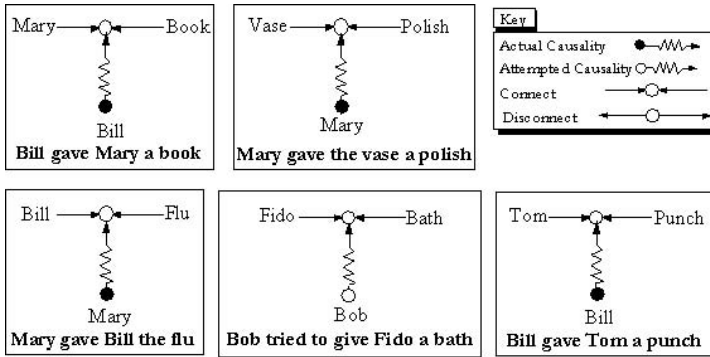 Mary Book
Bill
Bill gave Mary a book
Vase Polish
Mary
Mary gave the vase a polish
Key
Actual Causality
Attempted Causality
Connect
Disconnect
Bill Flu
Mary
Mary gave Bill the flu
Fido Bath
Bob
Bob tried to give Fido a bath
Tom Punch
Bill
Bill gave Tom a punch